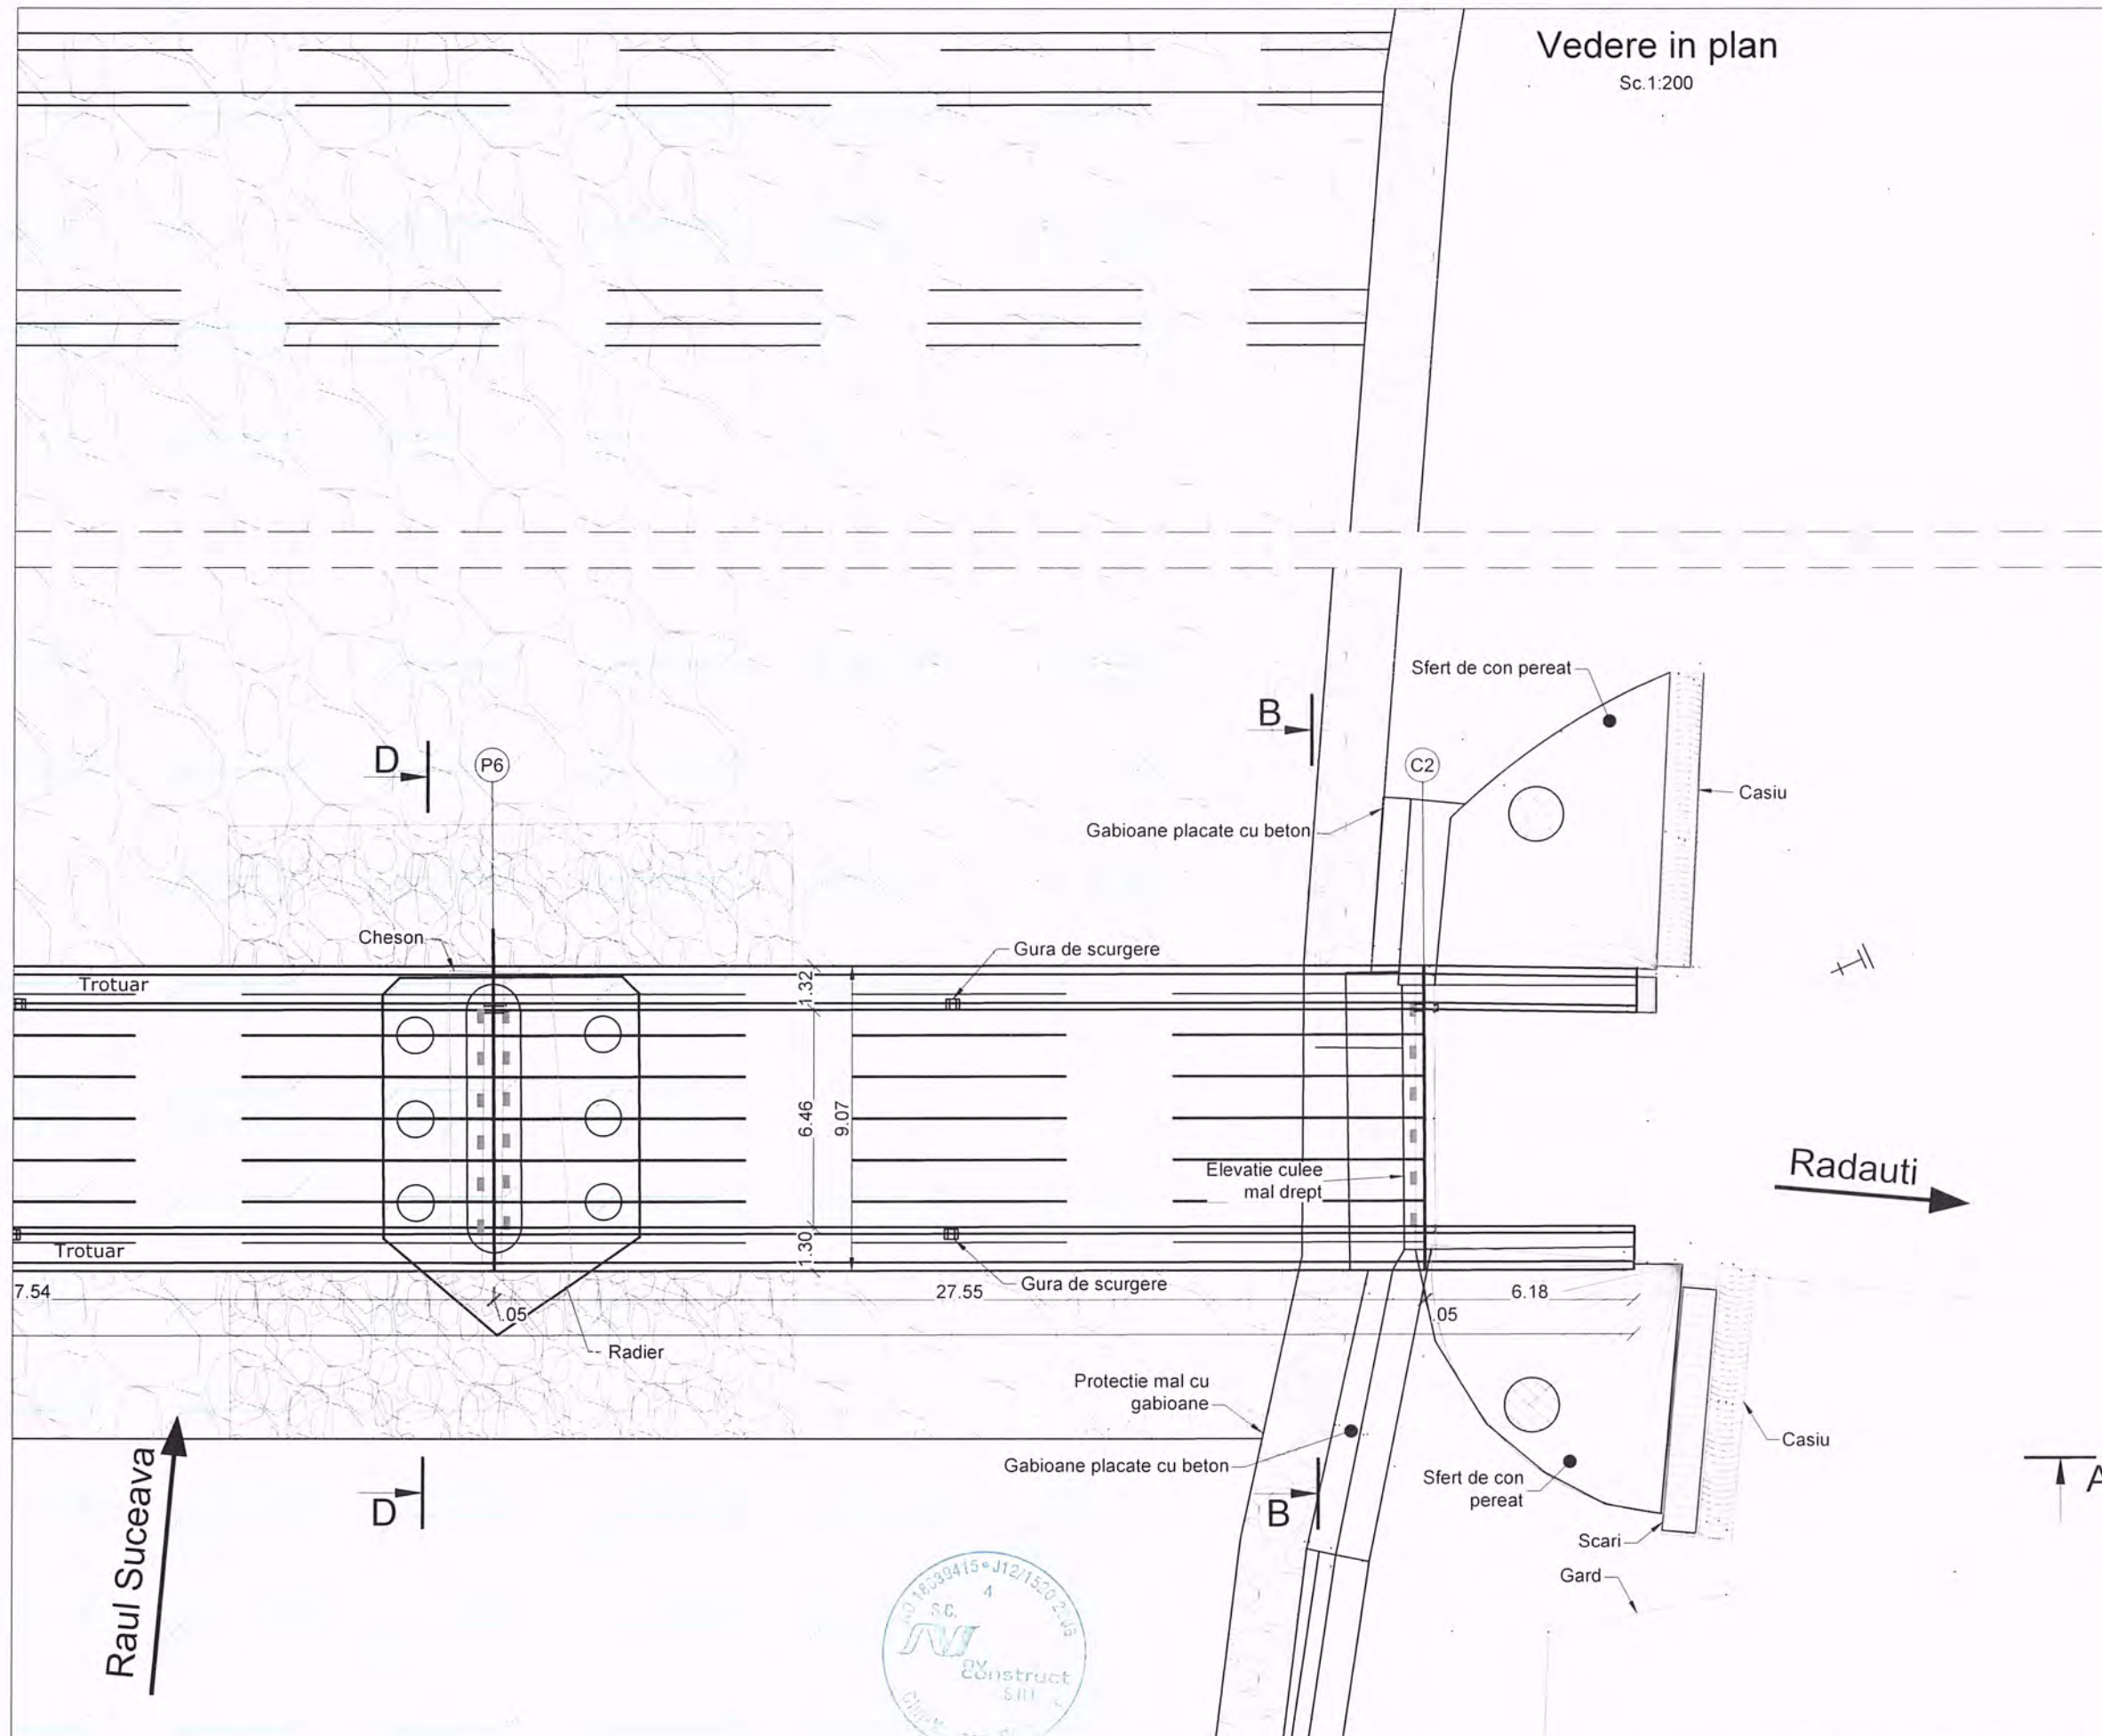 Vedere in plan
Sc.1:200
Sfert de con pereat
B
D
P6
C2
Casiu
Gabioane placate cu beton
Cheson
Gura de scurgere
Trotuar
1.32
6.46
9.07
1.30
Elevatie culee
mal drept
Radauti
Trotuar
7.54
.05
27.55
Gura de scurgere
.05
6.18
Radier
Protectie mal cu
gabioane
Gabioane placate cu beton
Sfert de con
pereat
Casiu
A
D
B
Scari
Gard
Raul Suceava
J12/1520
4
S.C.
construct